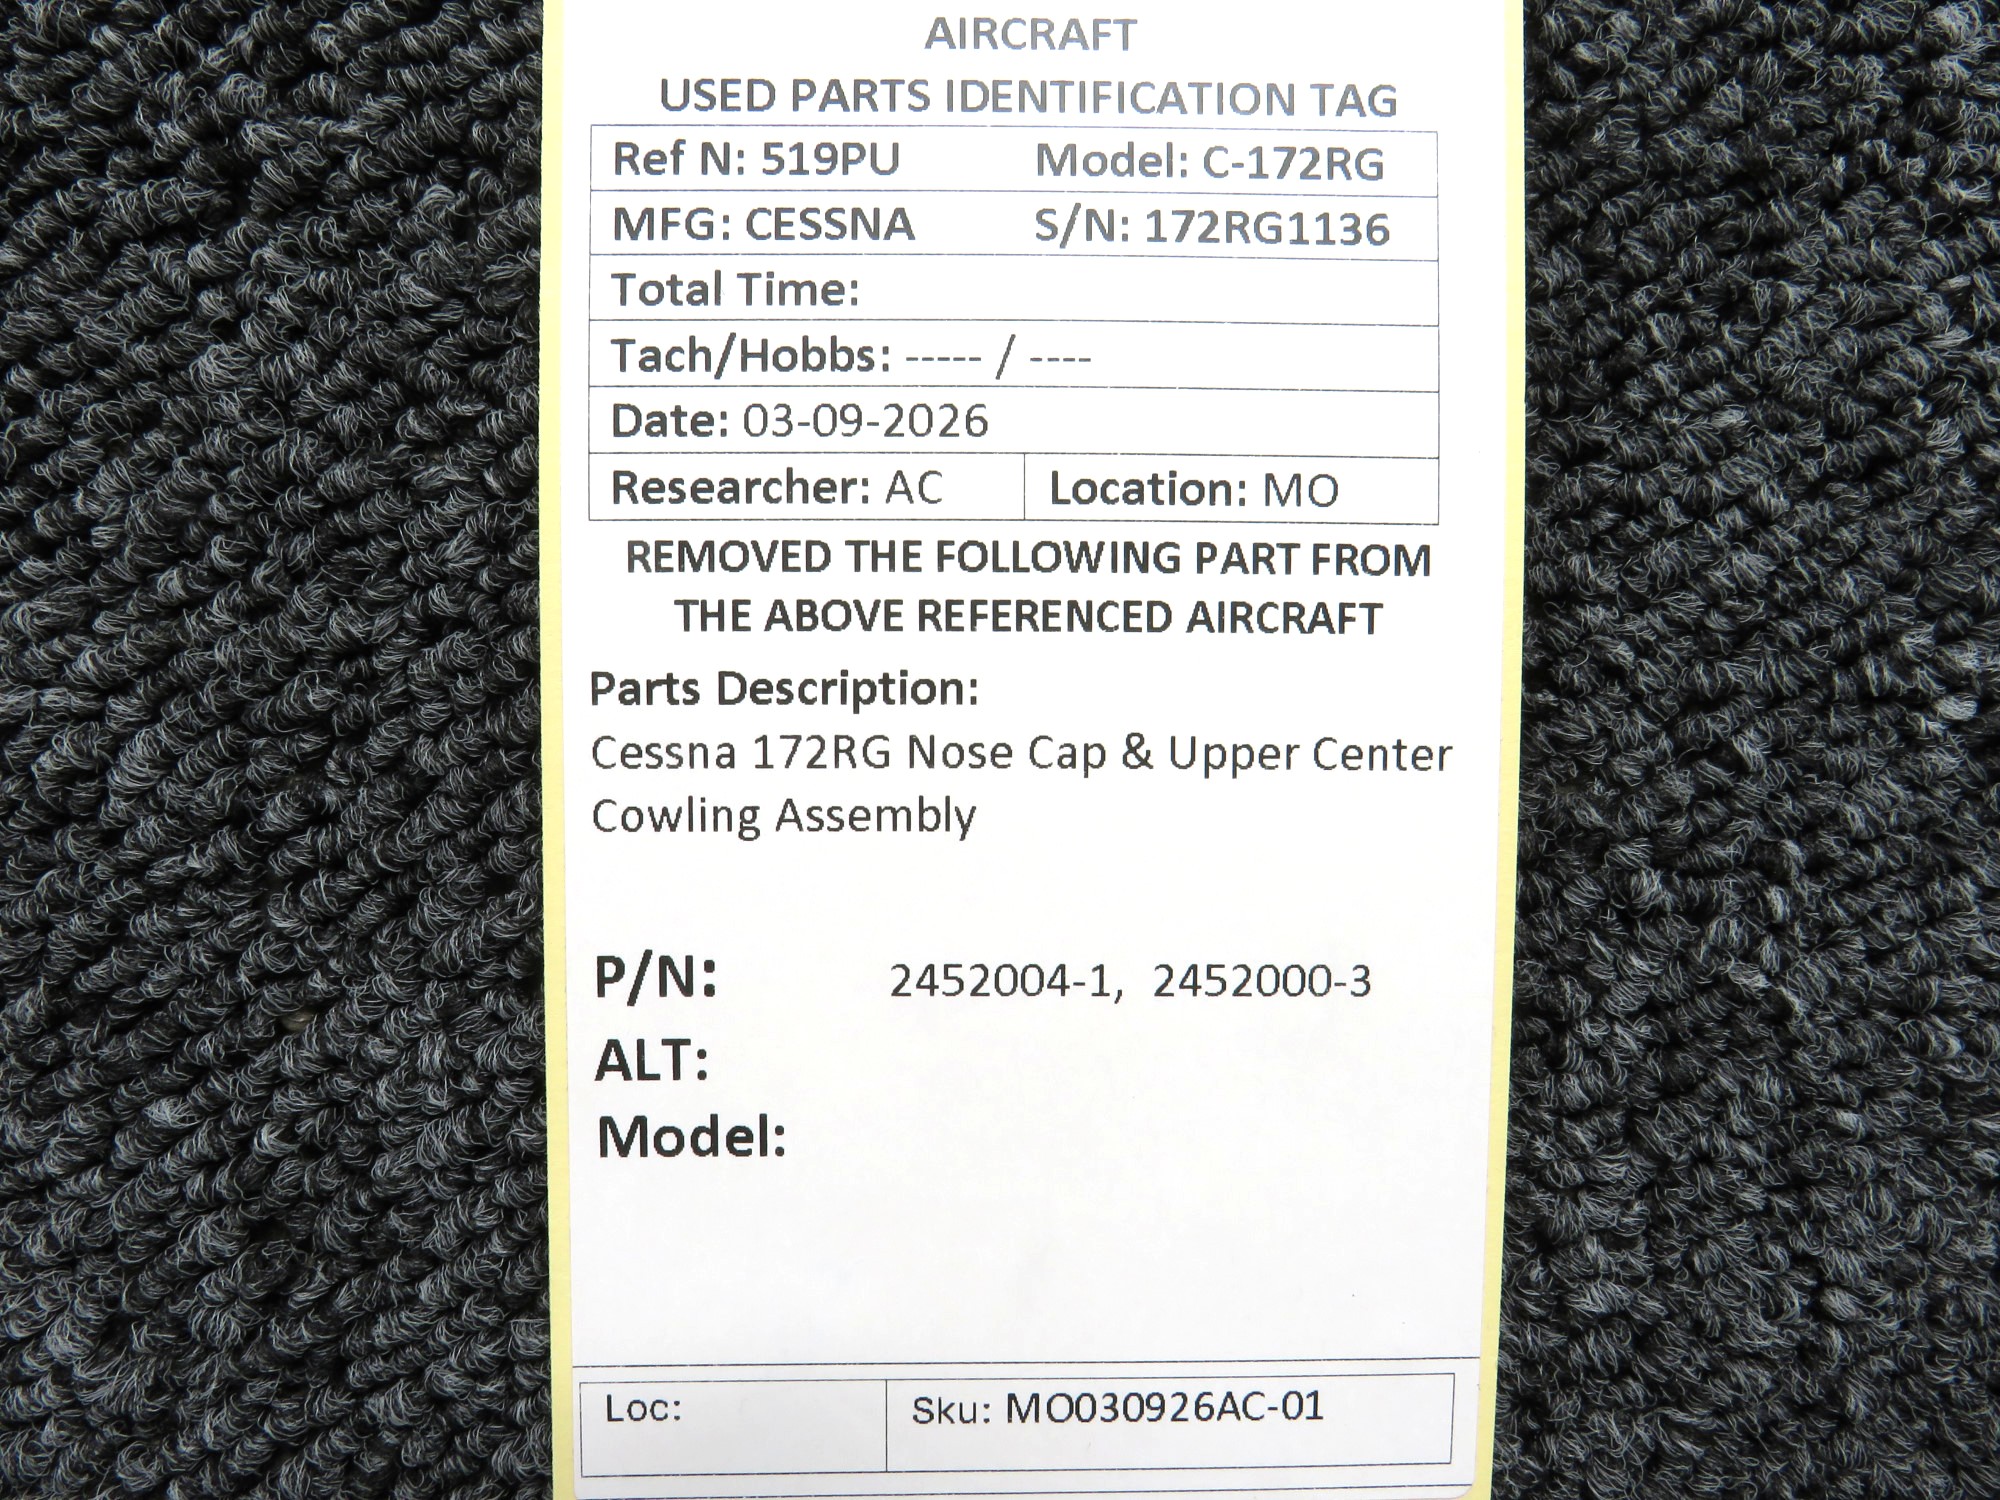 AIRCRAFT
USED PARTS IDENTIFICATION TAG
Ref N: 519PU Model: C-172RG
MFG: CESSNA S/N: 172RG1136
Total Time:
Tach/Hobbs: ----- / ----
Date: 03-09-2026
Researcher: AC Location: MO
REMOVED THE FOLLOWING PART FROM
THE ABOVE REFERENCED AIRCRAFT
Parts Description:
Cessna 172RG Nose Cap & Upper Center
Cowling Assembly
P/N: 2452004-1, 2452000-3
ALT:
Model:
Loc: Sku: MO030926AC-01